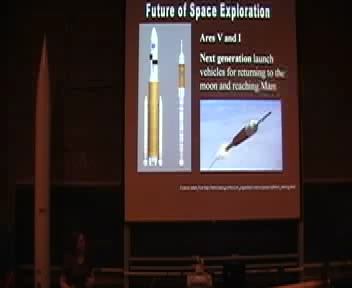 Future of Space Exploration
Ares V and I
Next generation launch
vehicles for returning to the
moon and reaching Mars